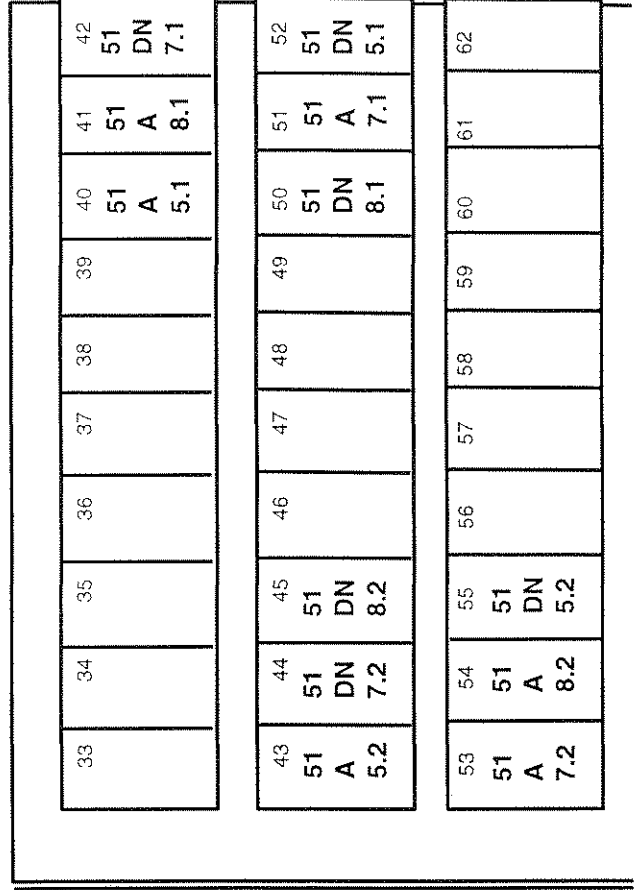 33 34 35 36 37 38 39 40 41 42
51 51 51
A A DN
5.1 8.1 7.1
43 44 45 46 47 48 49 50 51 52
51 51 51 51 51 51
A DN DN DN A DN
5.2 7.2 8.2 8.1 7.1 5.1
53 54 55 56 57 58 59 60 61 62
51 51 51
A A DN
7.2 8.2 5.2